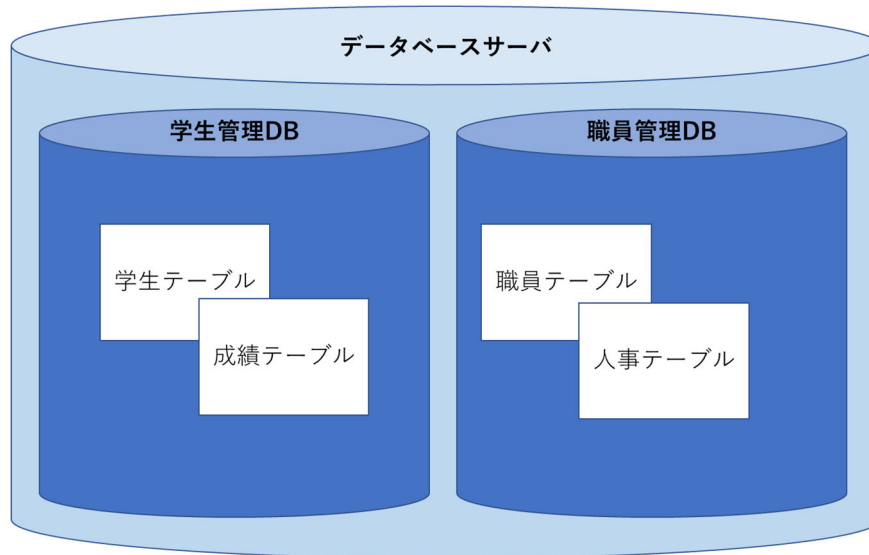 データベースサーバ
学生管理DB
職員管理DB
学生テーブル
成績テーブル
職員テーブル
人事テーブル